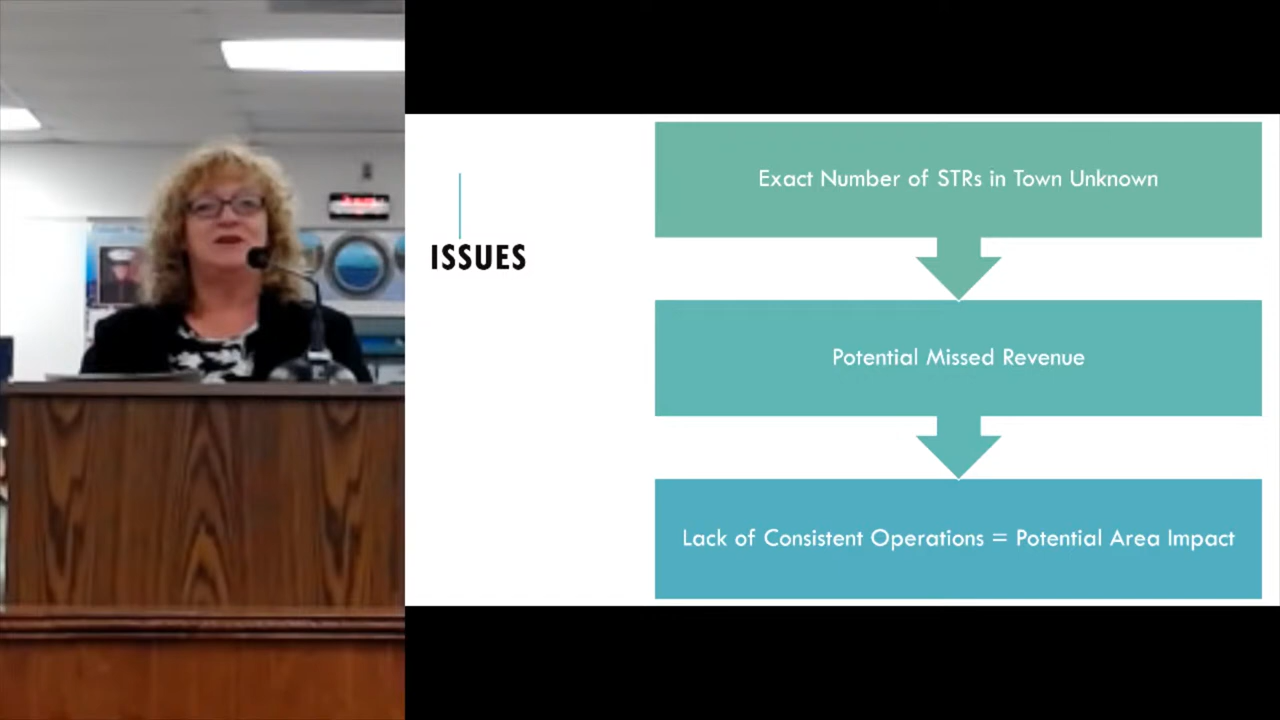 ISSUES
Exact Number of STRs in Town Unknown
Potential Missed Revenue
Lack of Consistent Operations = Potential Area Impact